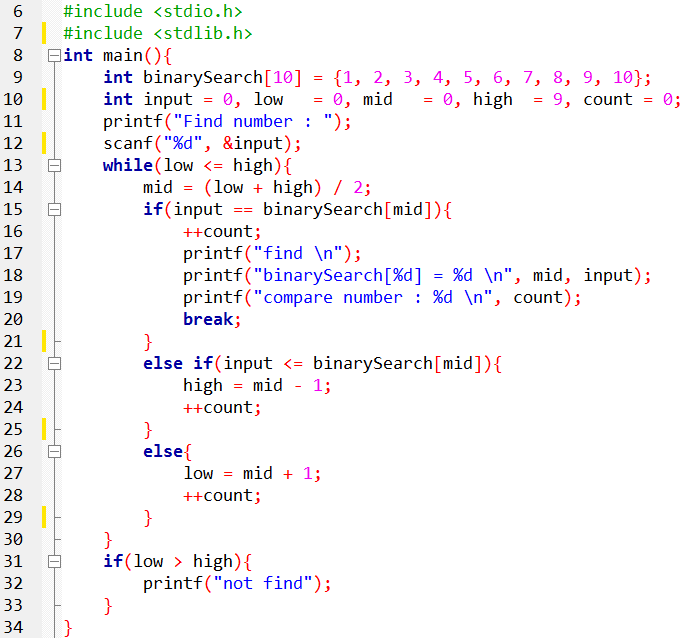 6 #include <stdio.h>
7 #include <stdlib.h>
8 int main(){
9 int binarySearch[10] = {1, 2, 3, 4, 5, 6, 7, 8, 9, 10};
10 int input = 0, low   = 0, mid   = 0, high  = 9, count = 0;
11 printf("Find number : ");
12 scanf("%d", &input);
13 while(low <= high){
14 mid = (low + high) / 2;
15 if(input == binarySearch[mid]){
16 ++count;
17 printf("find \n");
18 printf("binarySearch[%d] = %d \n", mid, input);
19 printf("compare number : %d \n", count);
20 break;
21 }
22 else if(input <= binarySearch[mid]){
23 high = mid - 1;
24 ++count;
25 }
26 else{
27 low = mid + 1;
28 ++count;
29 }
30 }
31 if(low > high){
32 printf("not find");
33 }
34 }